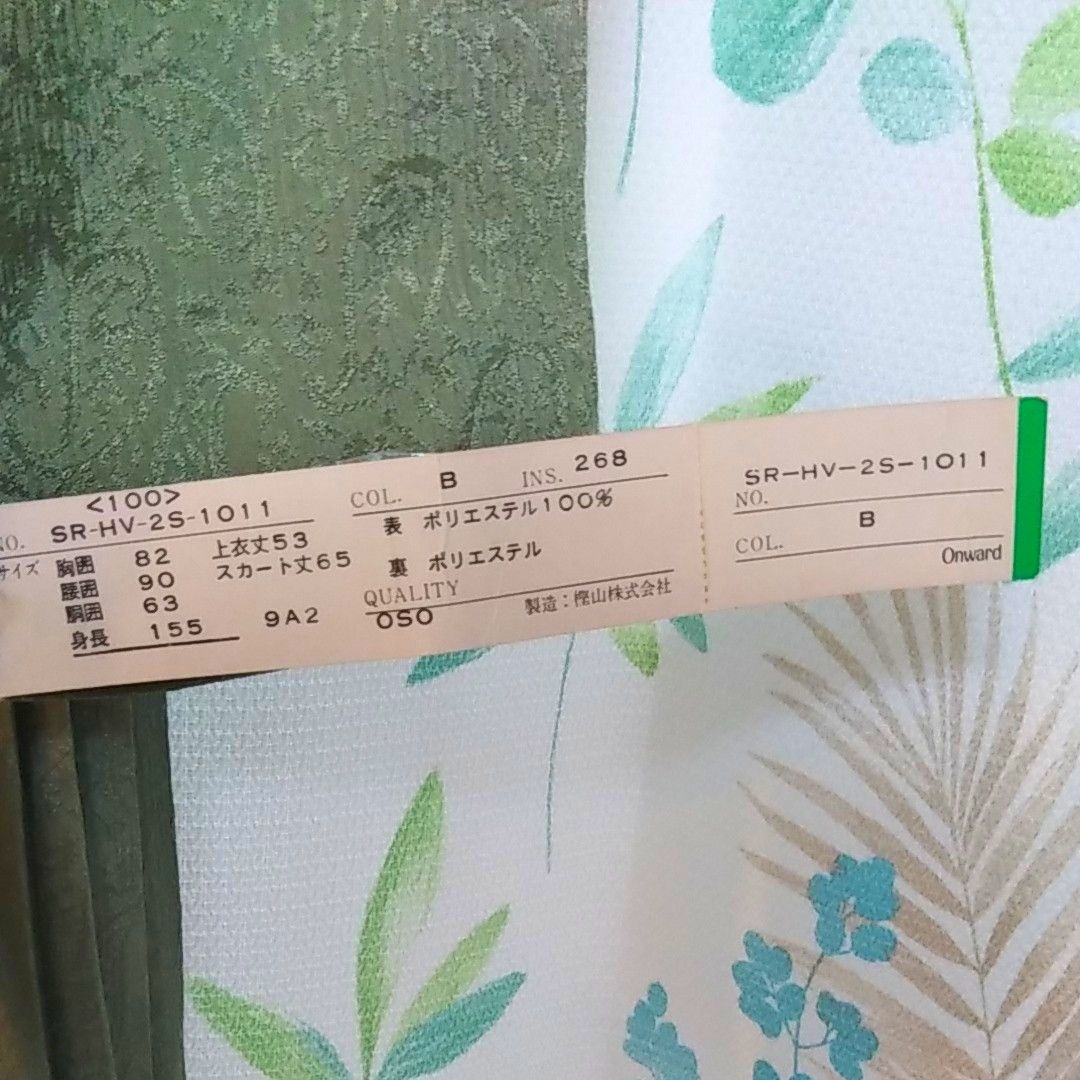 <100>
NO. SR-HV-2S-1011
サイズ 胸囲 82 上衣丈53
腰囲 90 スカート丈65
胴囲 63
身長 155 9A2
COL. B INS. 268
表 ポリエステル100%
裏 ポリエステル
QUALITY
OSO 製造:樫山株式会社
SR-HV-2S-1011
NO.
B
COL.
Onward